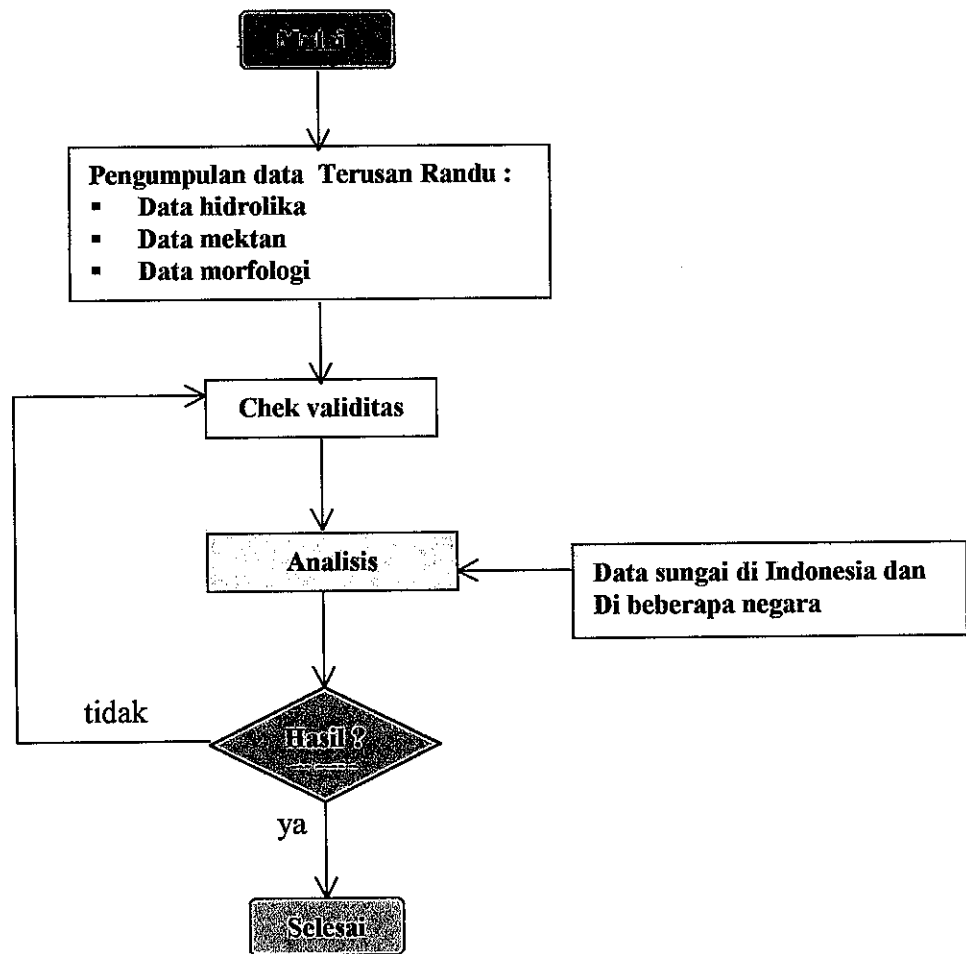 Mulai
Pengumpulan data Terusan Randu :
▪ Data hidrolika
▪ Data mektan
▪ Data morfologi
Chek validitas
Analisis
Data sungai di Indonesia dan
Di beberapa negara
tidak
Hasil ?
ya
Selesai